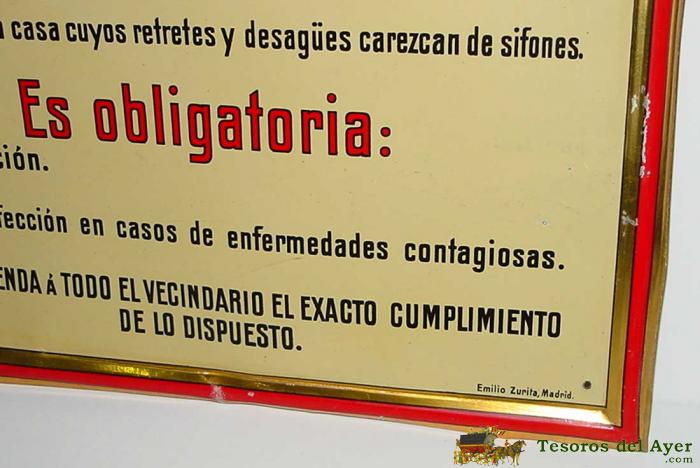 casa cuyos retretes y desagües carezcan de sifones.
Es obligatoria:
ción.
fección en casos de enfermedades contagiosas.
ENDA á TODO EL VECINDARIO EL EXACTO CUMPLIMIENTO
DE LO DISPUESTO.
Emilio Zurita, Madrid.
Tesoros del Ayer
.com